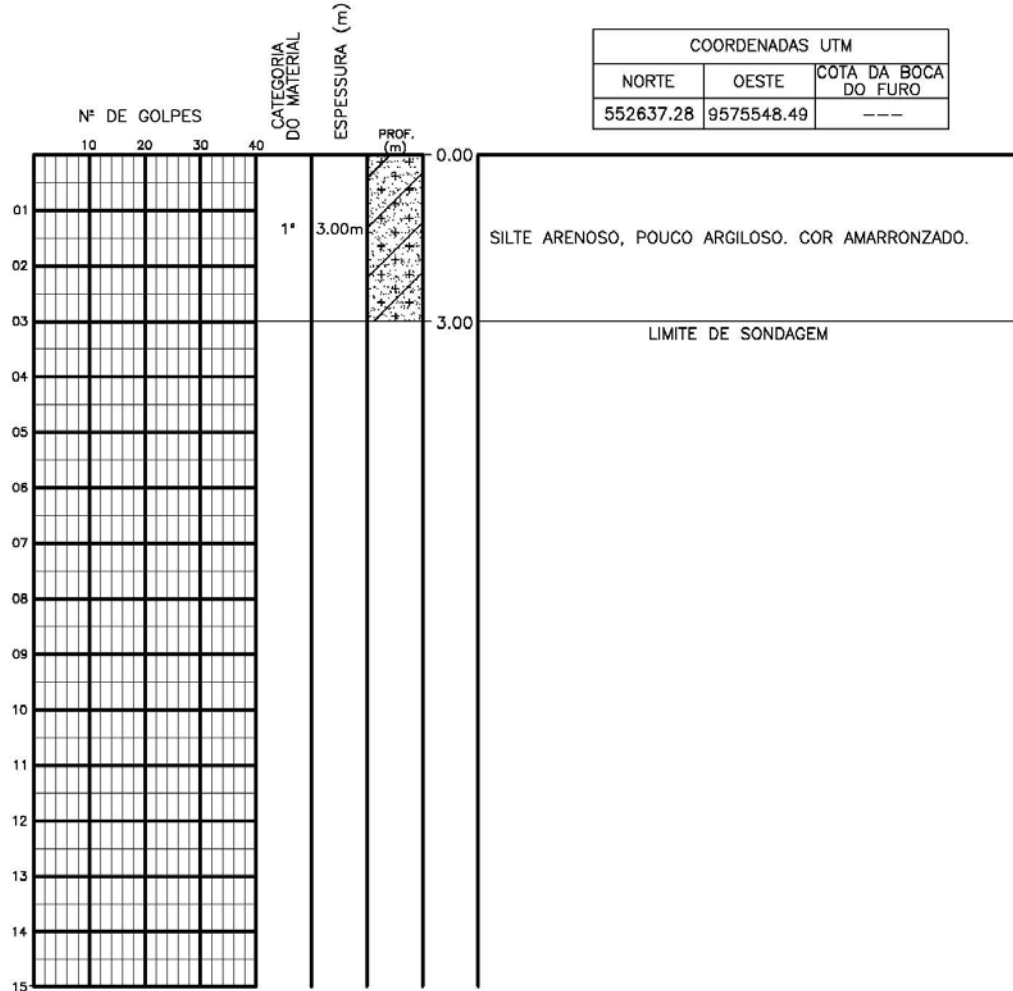 COORDENADAS UTM
NORTE OESTE COTA DA BOCA DO FURO
552637.28 9575548.49 ---
Nº DE GOLPES
CATEGORIA DO MATERIAL
ESPESSURA (m)
PROF. (m)
10 20 30 40
0.00
01
1ª 3.00m SILTE ARENOSO, POUCO ARGILOSO. COR AMARRONZADO.
02
03 3.00
LIMITE DE SONDAGEM
04
05
06
07
08
09
10
11
12
13
14
15